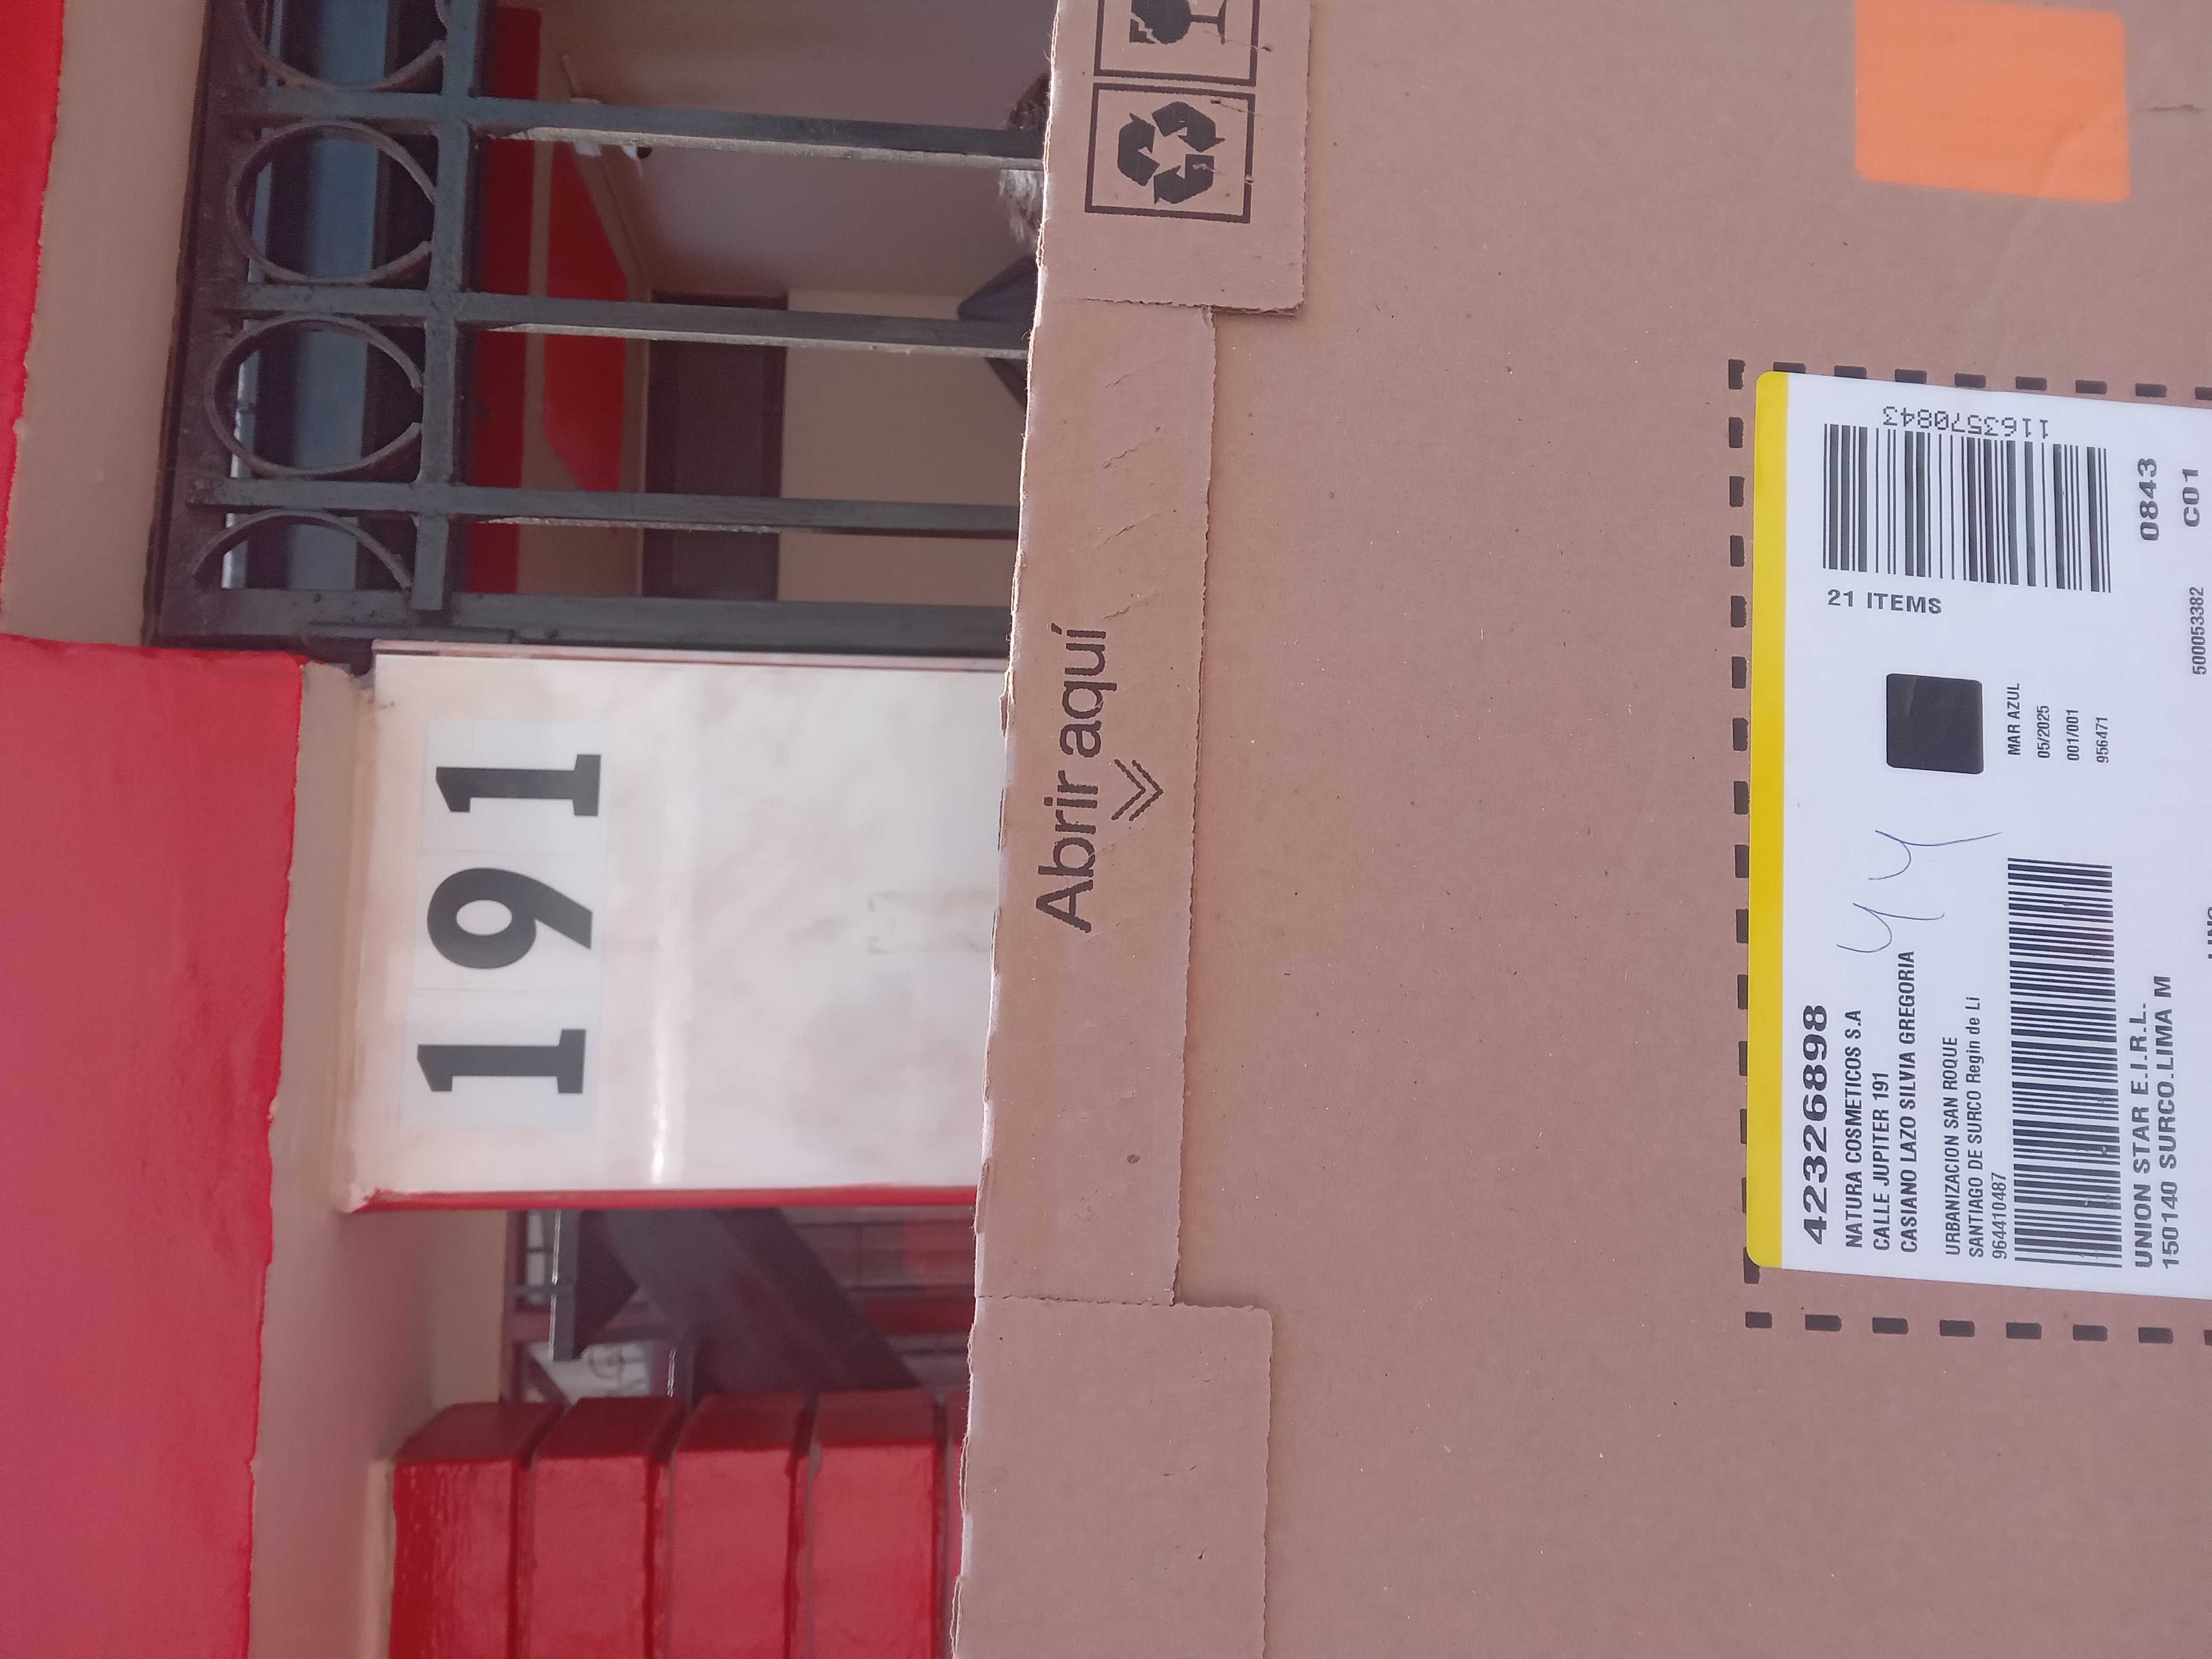 191
Abrir aquí
42326898
NATURA COSMETICOS S.A
CALLE JUPITER 191
CASIANO LAZO SILVIA GREGORIA
URBANIZACION SAN ROQUE
SANTIAGO DE SURCO Regin de Li
964410487
UNION STAR E.I.R.L.
150140 SURCO.LIMA M
44
21 ITEMS
MAR AZUL
05/2025
001/001
956471
1163570843
0843
C01
500053382